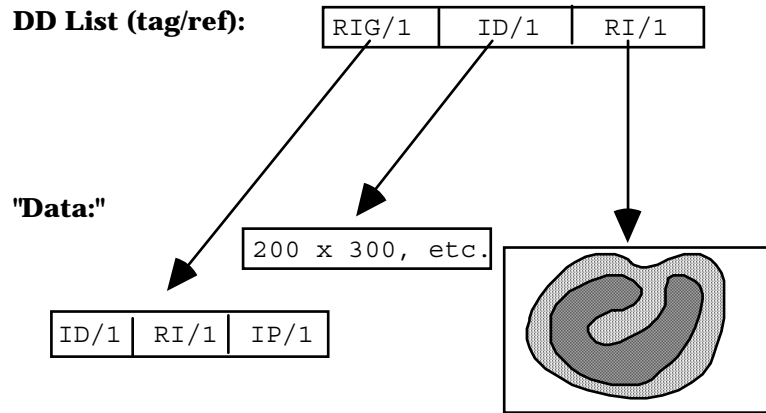 DD List (tag/ref): RIG/1 ID/1 RI/1
"Data:"
200 x 300, etc.
ID/1 RI/1 IP/1